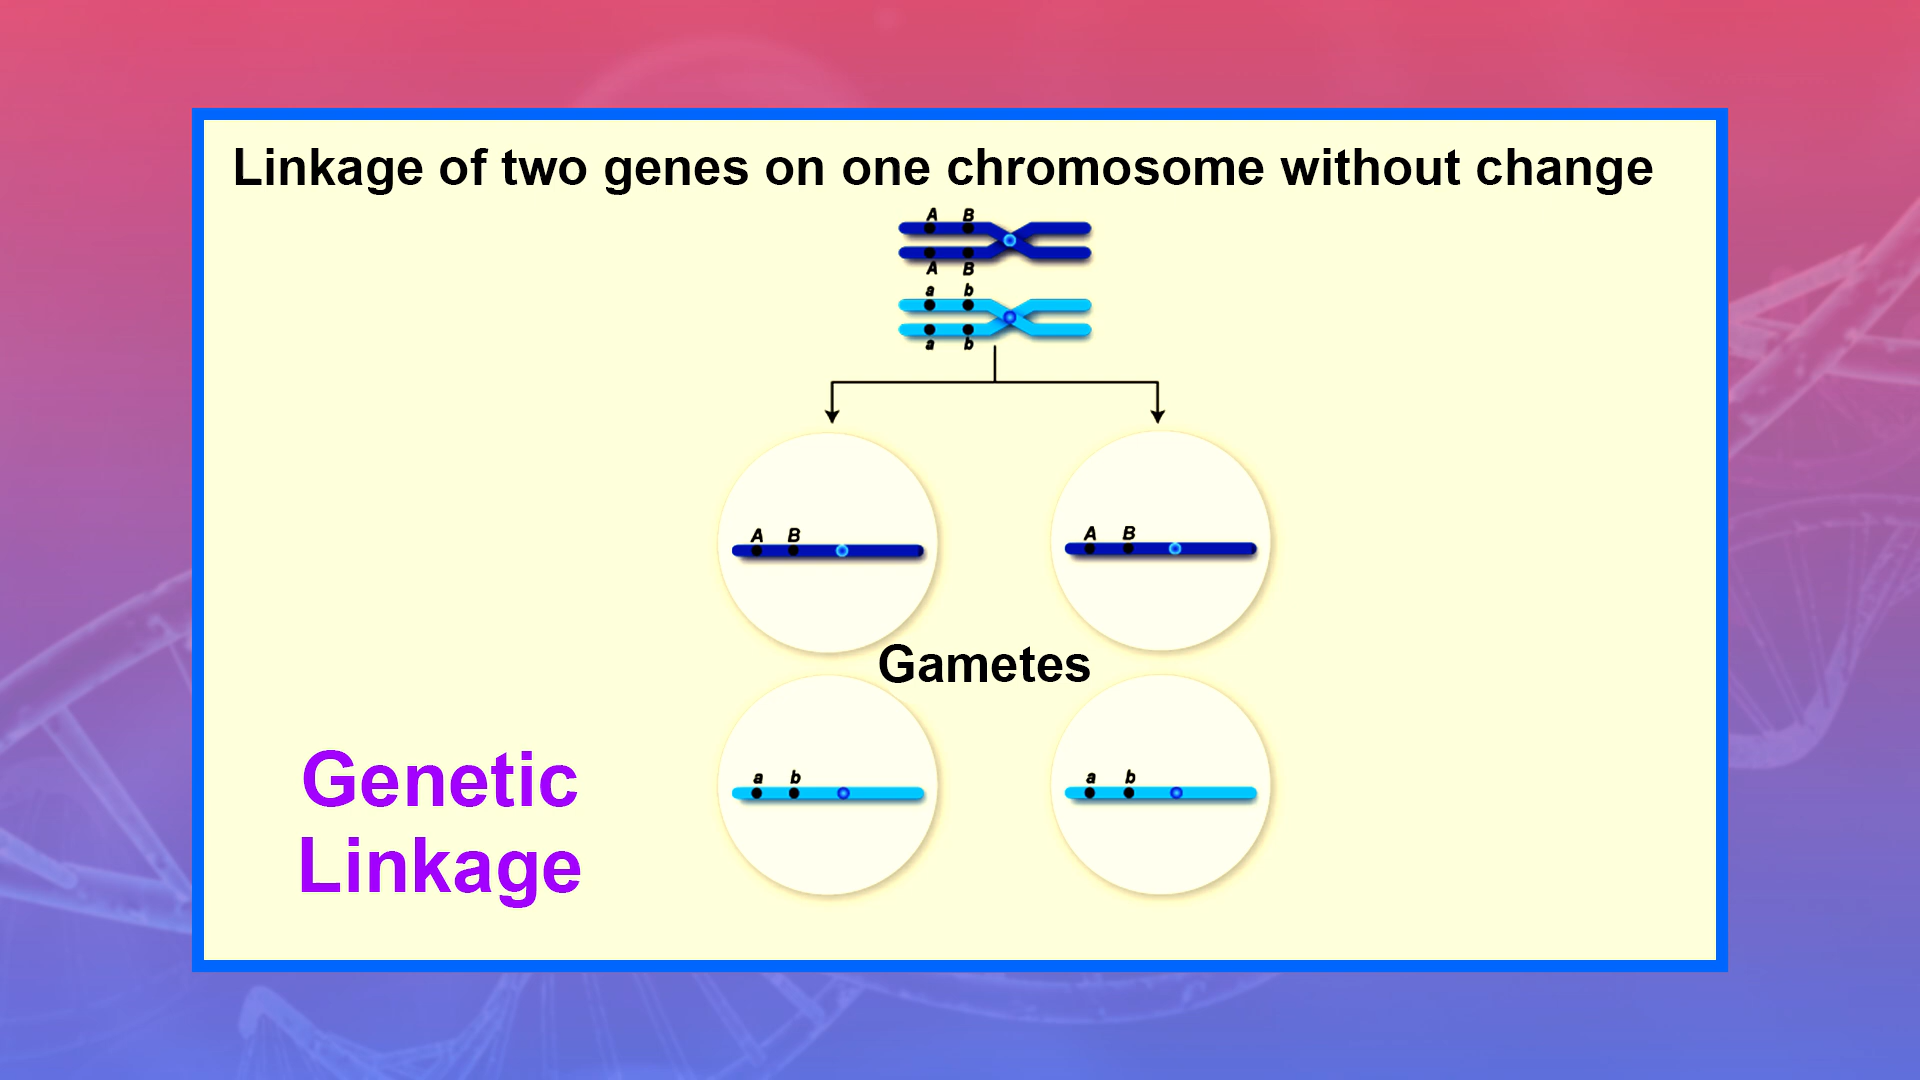 Linkage of two genes on one chromosome without change
A B
A B
a b
a b
A B
A B
Gametes
a b
a b
Genetic
Linkage